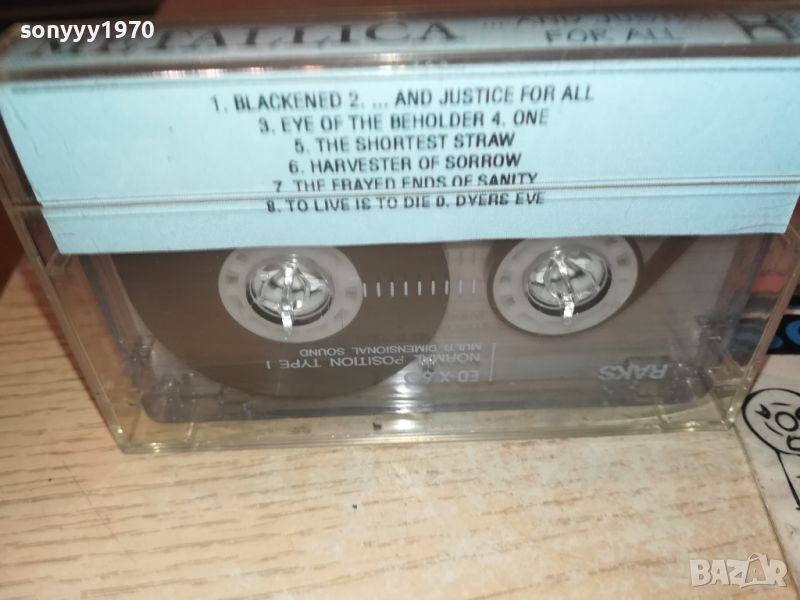 sonyyy1970
METALLICA ... AND JUSTICE FOR ALL
1. BLACKENED 2. ... AND JUSTICE FOR ALL
3. EYE OF THE BEHOLDER 4. ONE
5. THE SHORTEST STRAW
6. HARVESTER OF SORROW
7 THE FRAYED ENDS OF SANITY
8. TO LIVE IS TO DIE 9. DYERS EVE
RAKS
NORMAL POSITION TYPE I
MULTI DIMENSIONAL SOUND
BAZAR